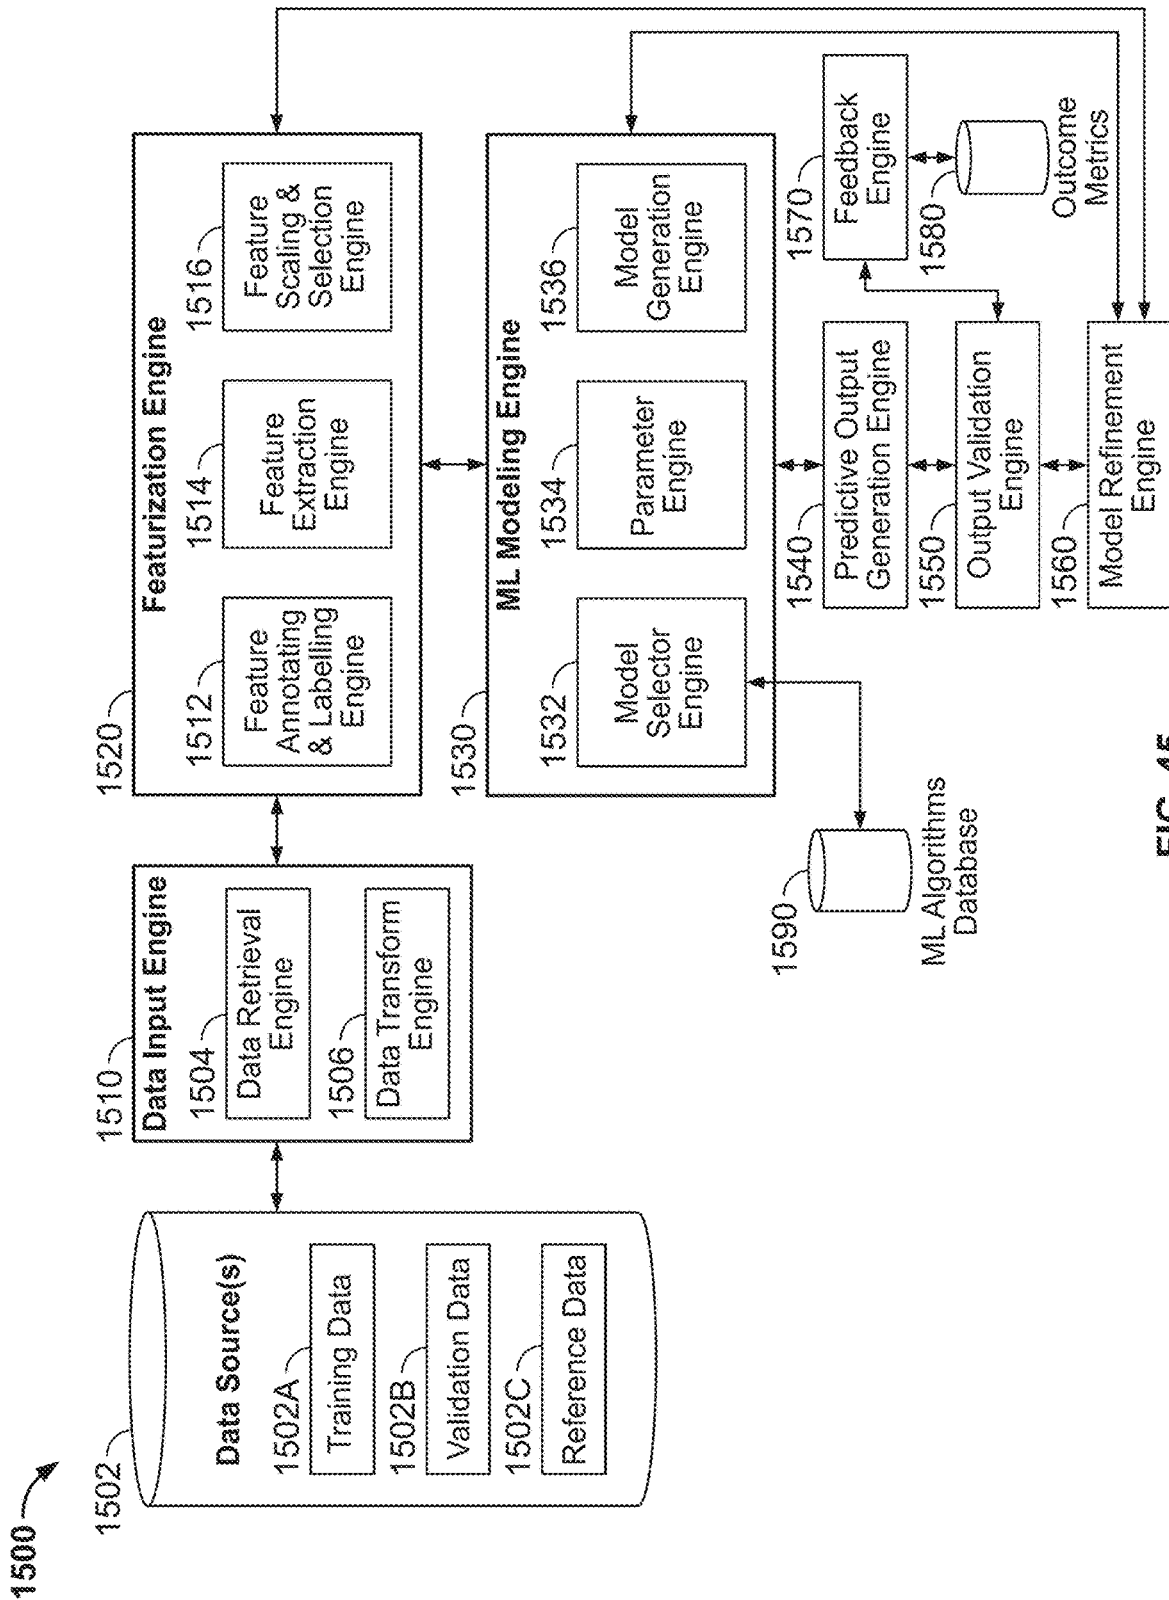 1500
1502
Data Source(s)
1502A
Training Data
1502B
Validation Data
1502C
Reference Data
1510
Data Input Engine
1504
Data Retrieval
Engine
1506
Data Transform
Engine
1520
Featurization Engine
1512
Feature
Annotating
& Labelling
Engine
1514
Feature
Extraction
Engine
1516
Feature
Scaling &
Selection
Engine
1530
ML Modeling Engine
1532
Model
Selector
Engine
1534
Parameter
Engine
1536
Model
Generation
Engine
1590
ML Algorithms
Database
1540
Predictive Output
Generation Engine
1550
Output Validation
Engine
1560
Model Refinement
Engine
1570
Feedback
Engine
1580
Outcome
Metrics